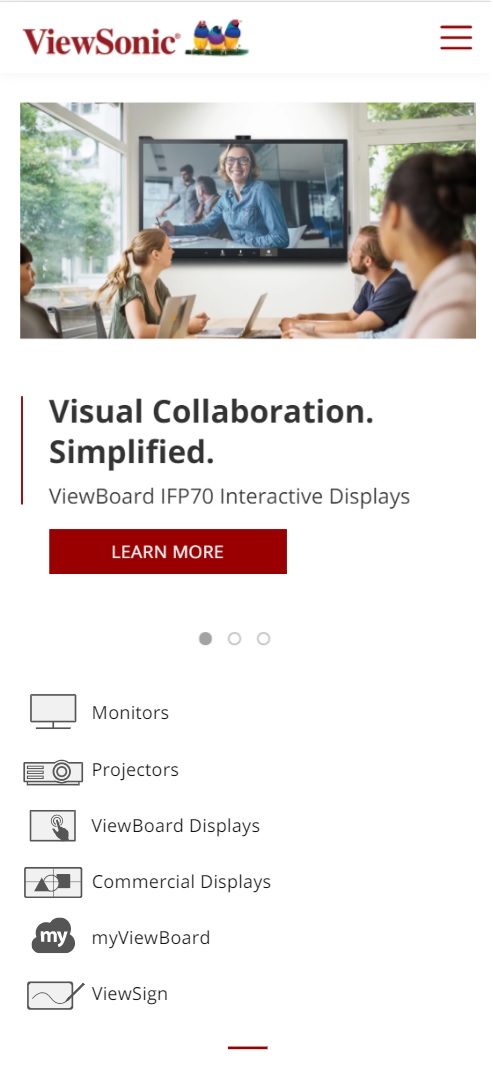 ViewSonic®
Visual Collaboration.
Simplified.
ViewBoard IFP70 Interactive Displays
LEARN MORE
Monitors
Projectors
ViewBoard Displays
Commercial Displays
my myViewBoard
ViewSign